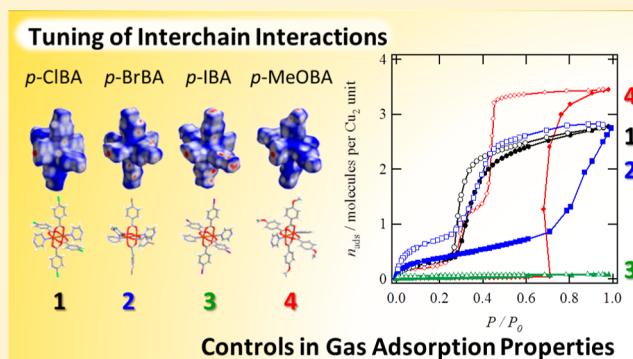 Tuning of Interchain Interactions
p-ClBA p-BrBA p-IBA p-MeOBA
1 2 3 4
n_ads / molecules per Cu₂ unit
4
3
2
1
0
0.0 0.2 0.4 0.6 0.8 1.0
P / P₀
4
1
2
3
Controls in Gas Adsorption Properties